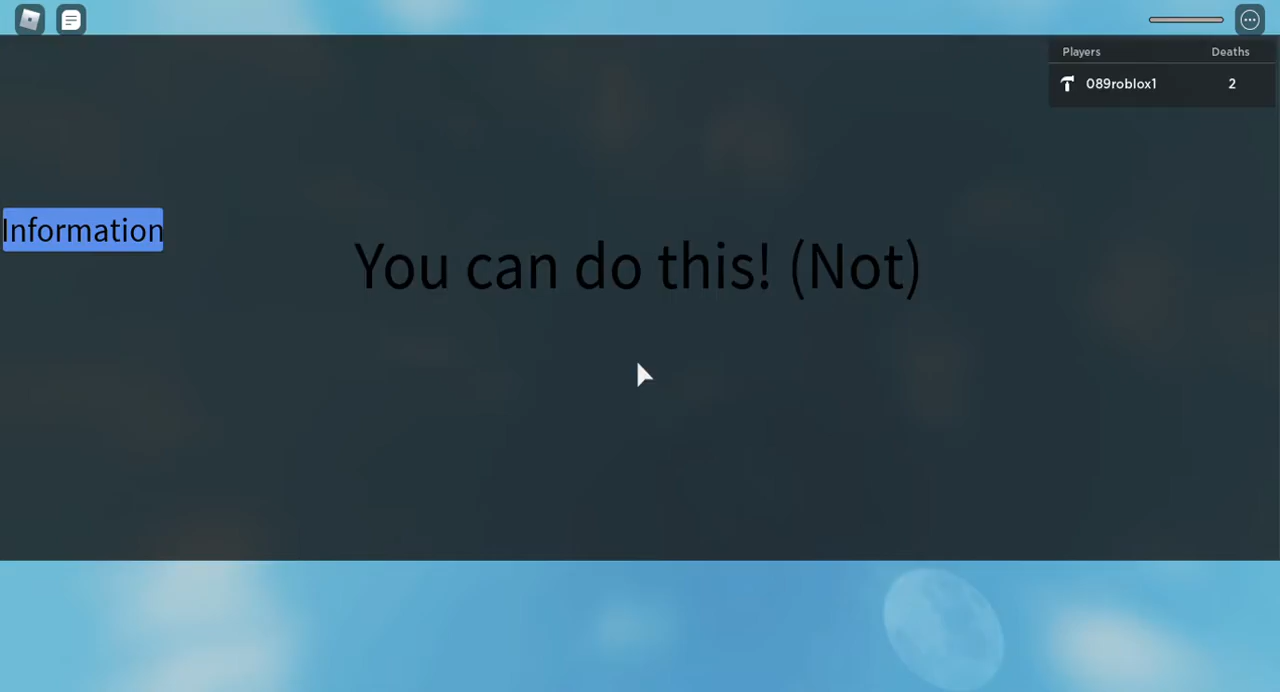 Players Deaths
089roblox1 2
Information
You can do this! (Not)